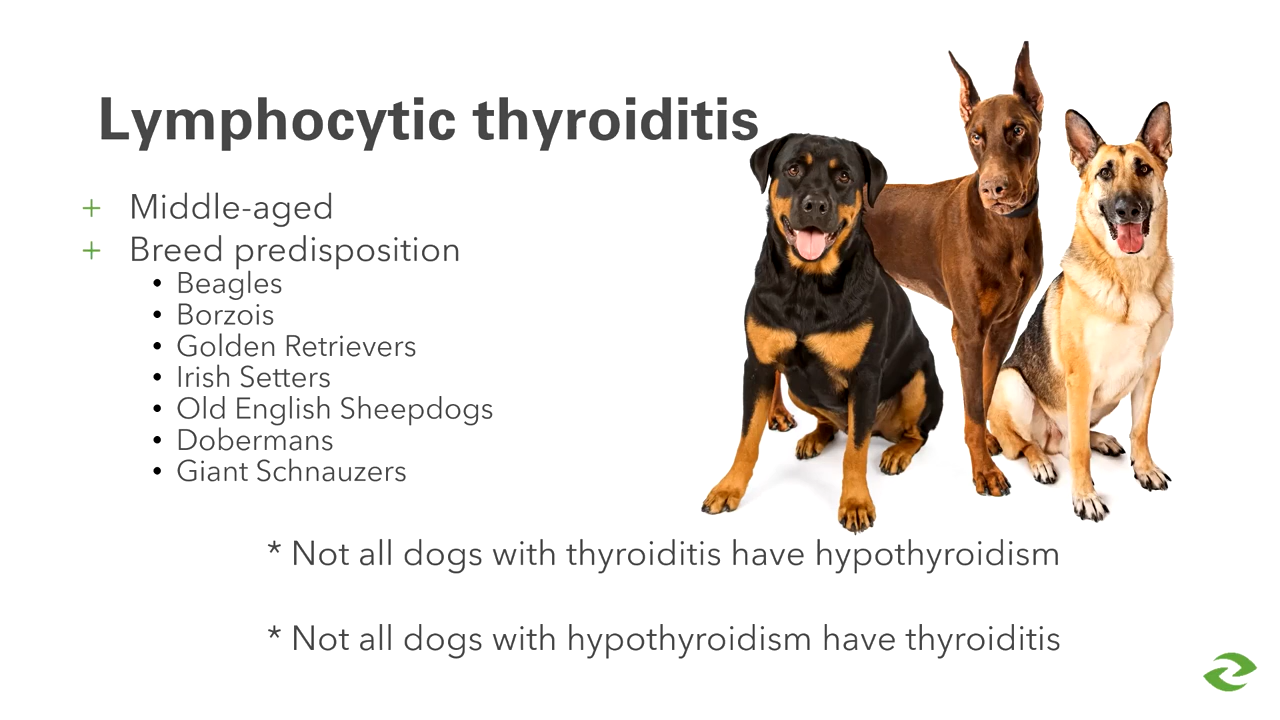 Lymphocytic thyroiditis
+ Middle-aged
+ Breed predisposition
• Beagles
• Borzois
• Golden Retrievers
• Irish Setters
• Old English Sheepdogs
• Dobermans
• Giant Schnauzers
* Not all dogs with thyroiditis have hypothyroidism
* Not all dogs with hypothyroidism have thyroiditis